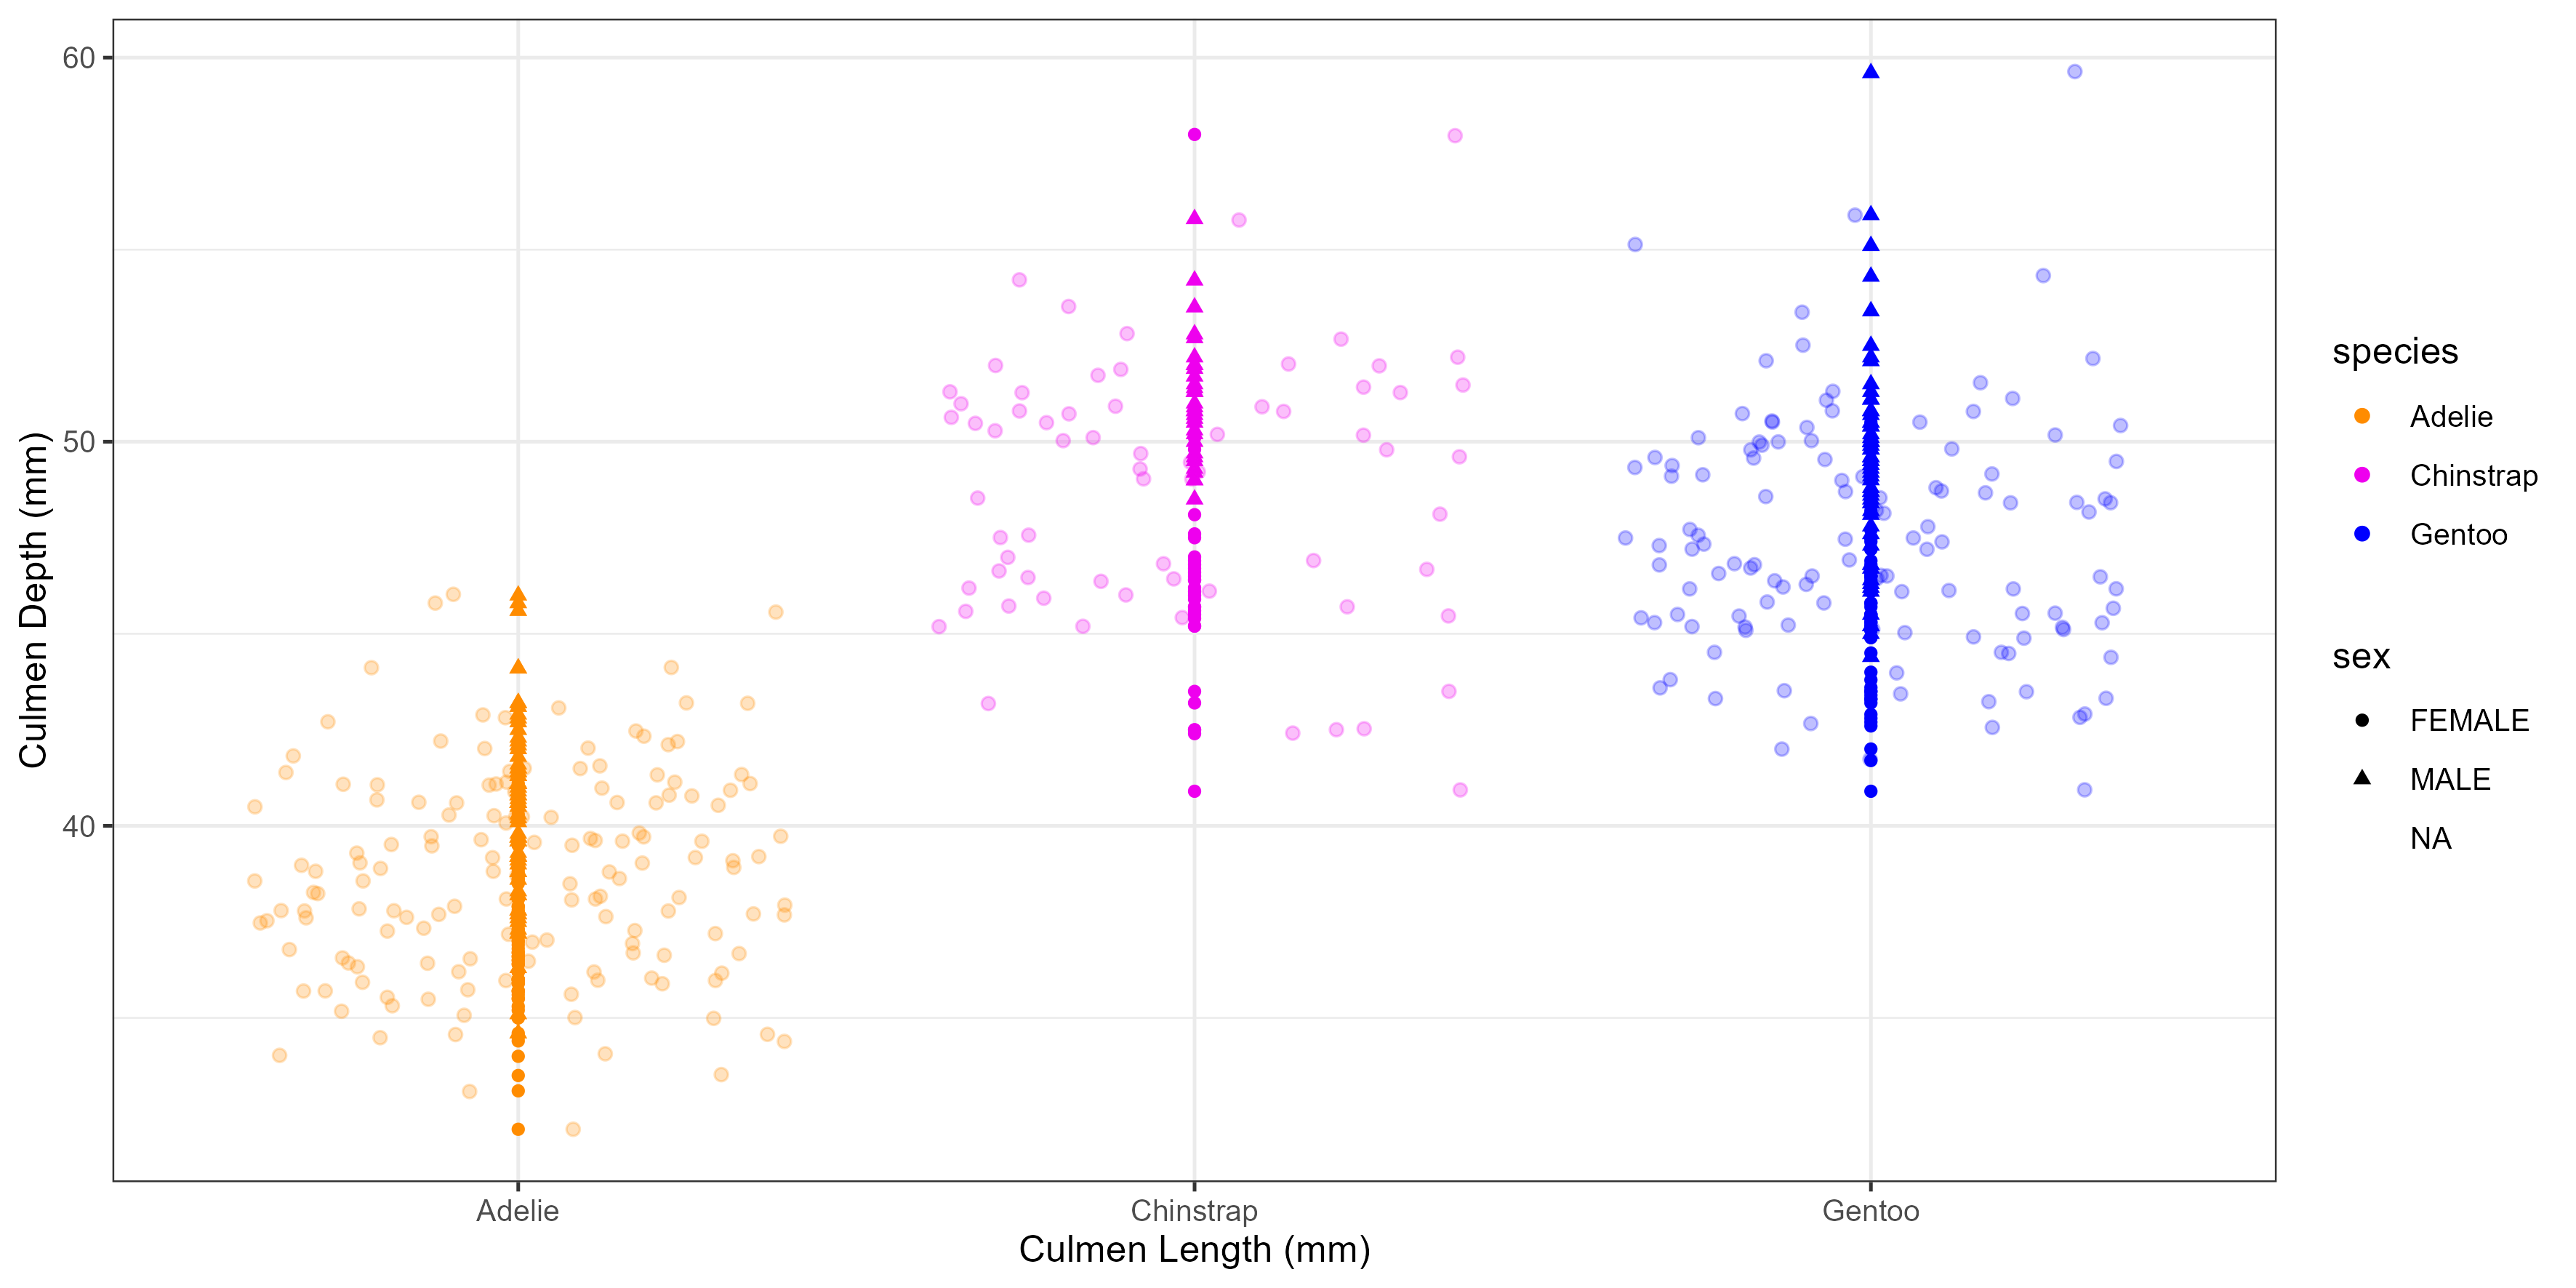 60
50
40
Culmen Depth (mm)
Adelie
Chinstrap
Gentoo
Culmen Length (mm)
species
Adelie
Chinstrap
Gentoo
sex
FEMALE
MALE
NA